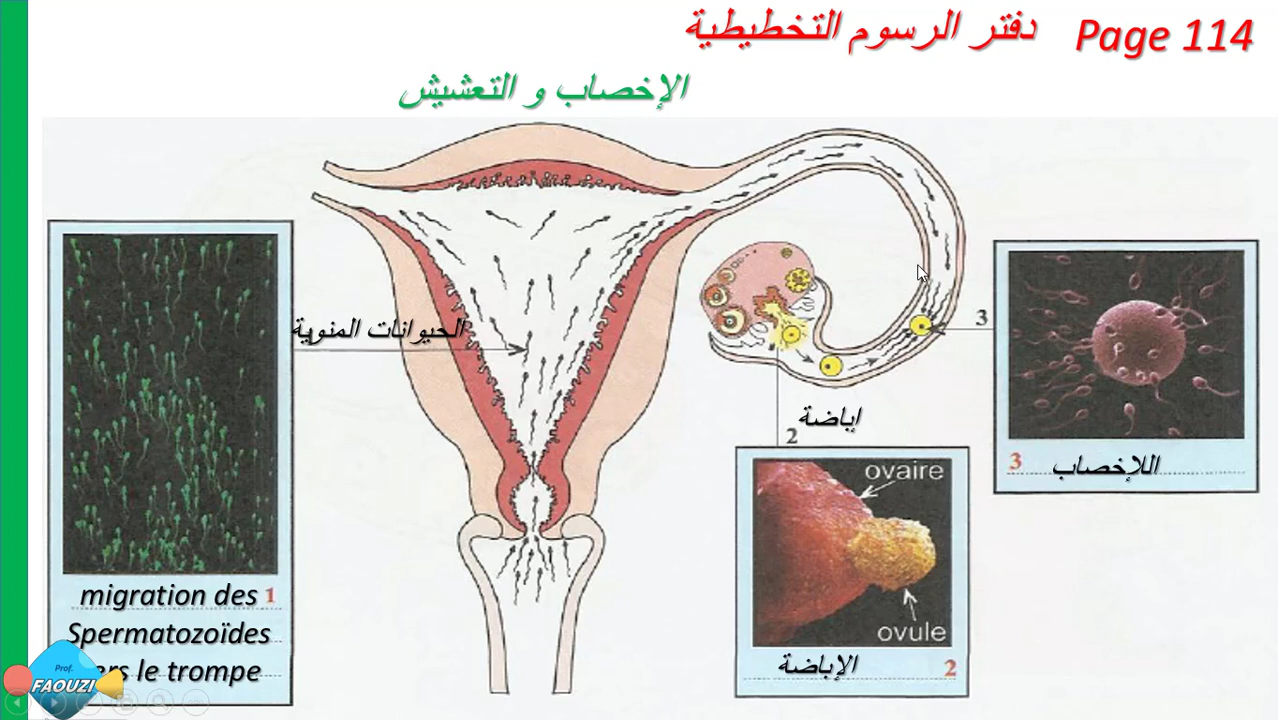 Page 114
دفتر الرسوم التخطيطية
الإخصاب و التعشيش
الحيوانات المنوية
3
إباضة
2
ovaire
ovule
الإباضة
2
3
اللإخصاب
migration des 1
Spermatozoïdes
le trompe
Prof.
FAOUZI